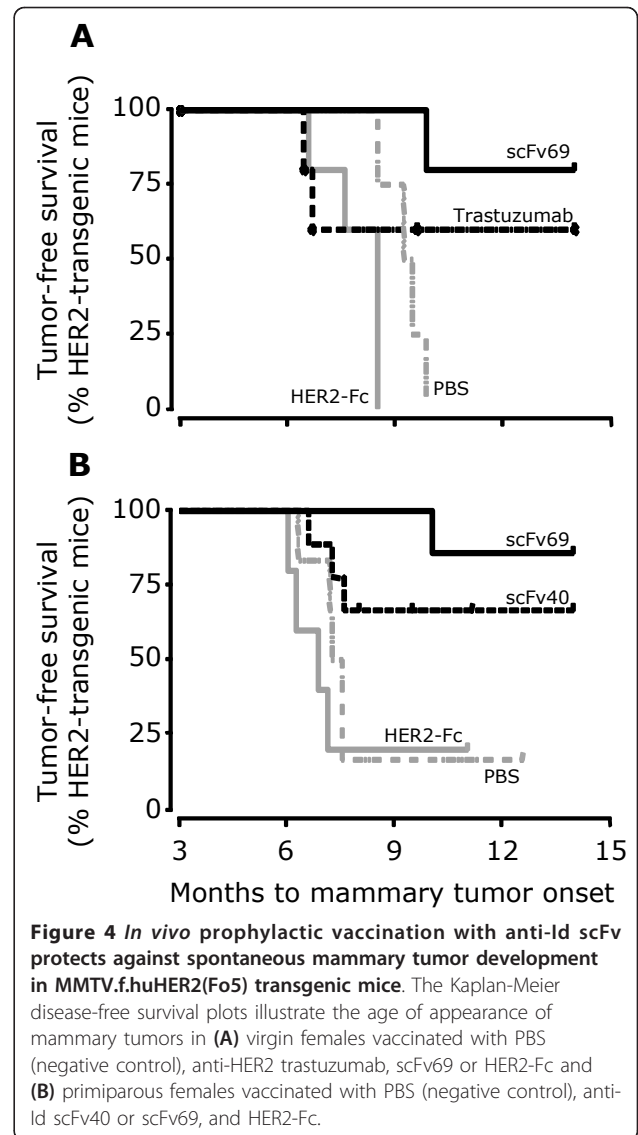 A
100
75
50
25
0
Tumor-free survival
(% HER2-transgenic mice)
scFv69
Trastuzumab
HER2-Fc
PBS
B
100
75
50
25
0
Tumor-free survival
(% HER2-transgenic mice)
scFv69
scFv40
HER2-Fc
PBS
3 6 9 12 15
Months to mammary tumor onset
Figure 4 In vivo prophylactic vaccination with anti-Id scFv
protects against spontaneous mammary tumor development
in MMTV.f.huHER2(Fo5) transgenic mice. The Kaplan-Meier
disease-free survival plots illustrate the age of appearance of
mammary tumors in (A) virgin females vaccinated with PBS
(negative control), anti-HER2 trastuzumab, scFv69 or HER2-Fc and
(B) primiparous females vaccinated with PBS (negative control), anti-
Id scFv40 or scFv69, and HER2-Fc.